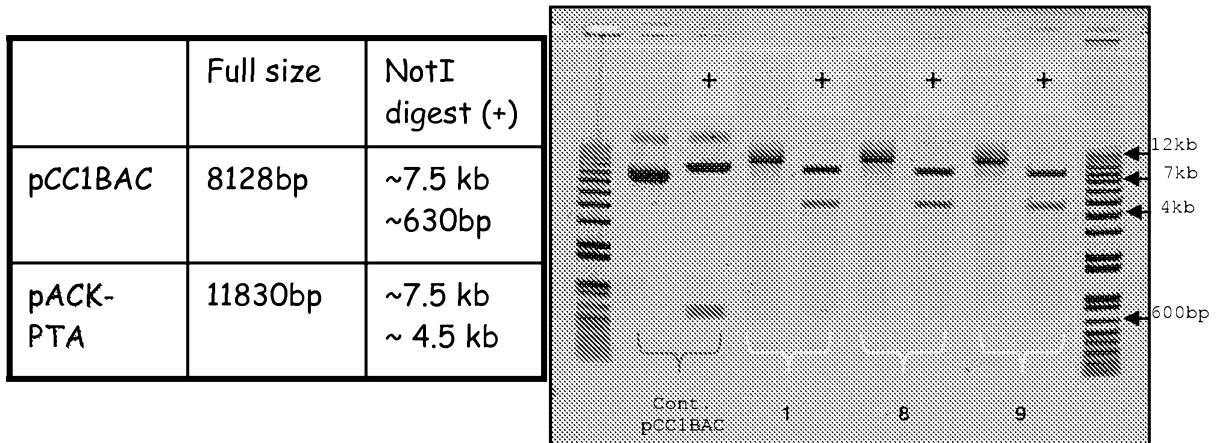 Full size
NotI
digest (+)
pCC1BAC
8128bp
~7.5 kb
~630bp
pACK-
PTA
11830bp
~7.5 kb
~ 4.5 kb
+ + + +
12kb
7kb
4kb
600bp
Cont.
pCC1BAC
1 8 9